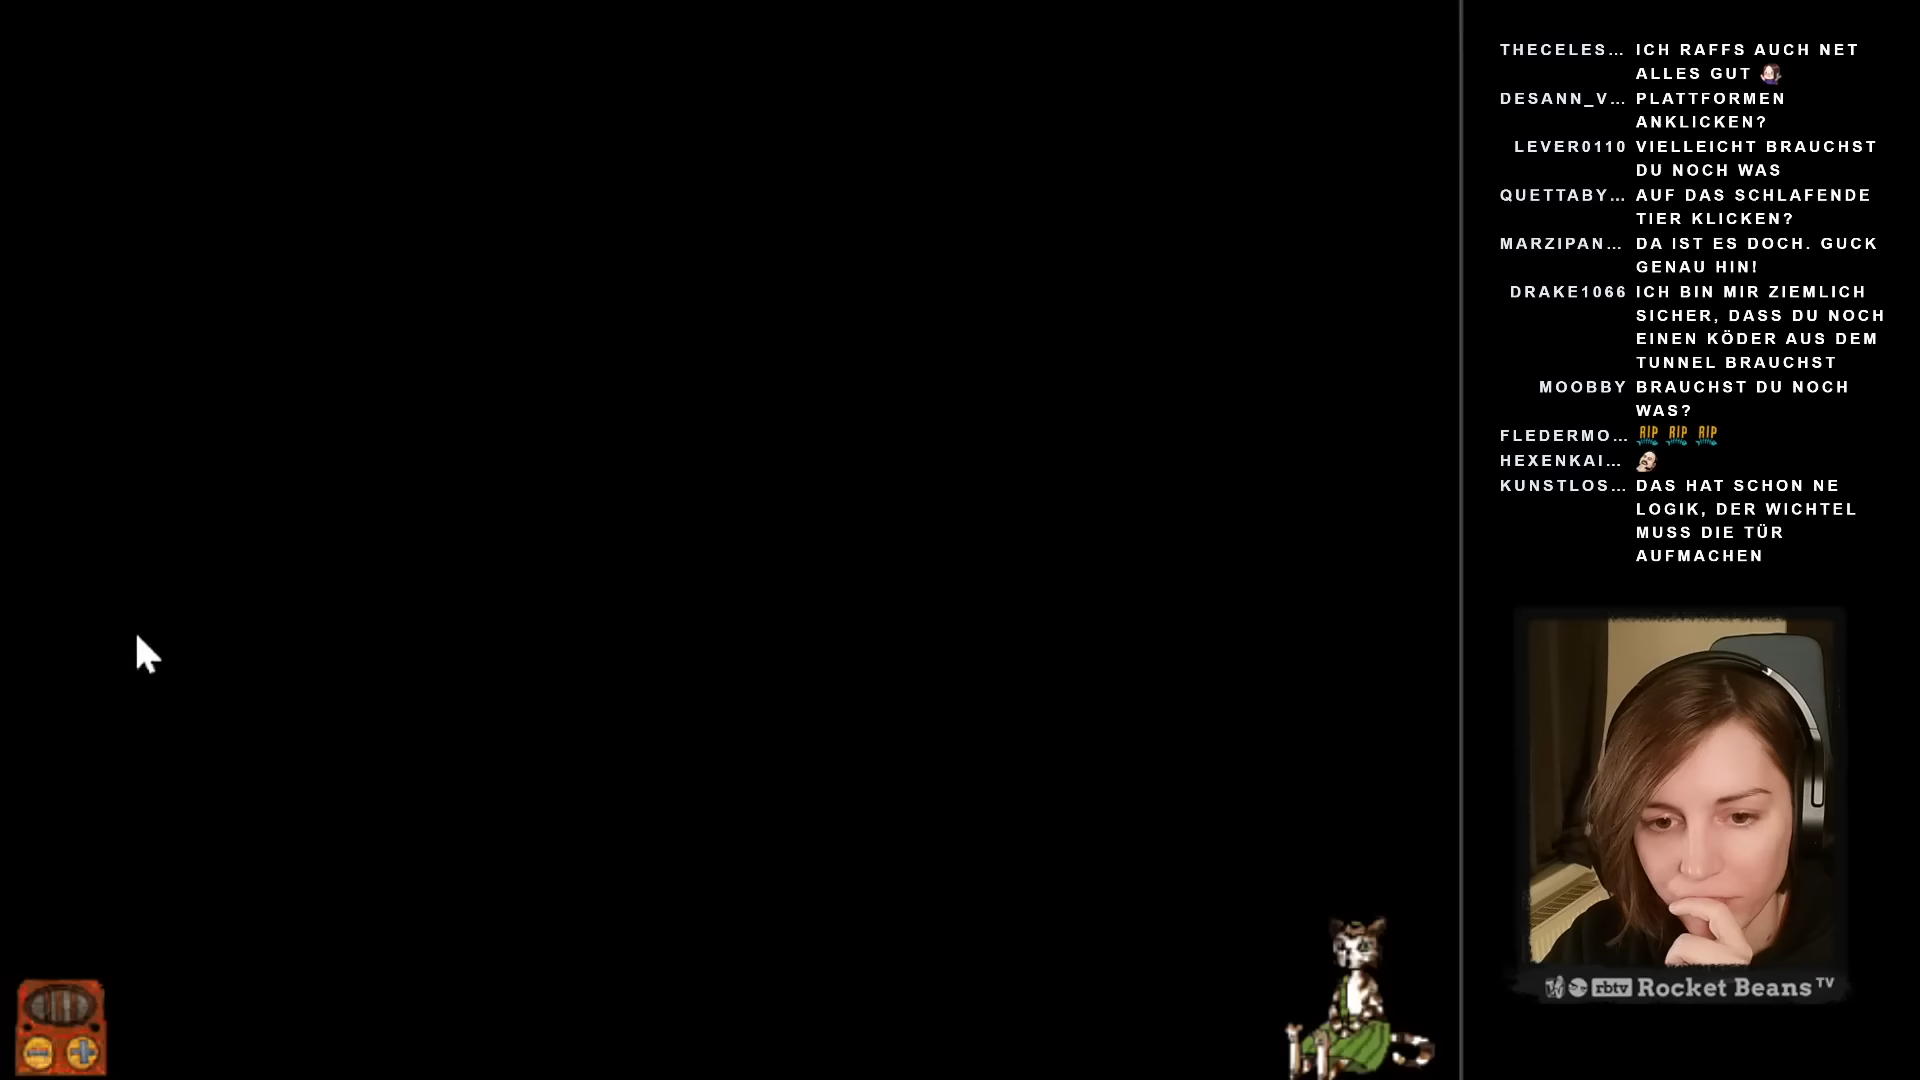 THECELES… ICH RAFFS AUCH NET
ALLES GUT
DESANN_V… PLATTFORMEN
ANKLICKEN?
LEVER0110 VIELLEICHT BRAUCHST
DU NOCH WAS
QUETTABY… AUF DAS SCHLAFENDE
TIER KLICKEN?
MARZIPAN… DA IST ES DOCH. GUCK
GENAU HIN!
DRAKE1066 ICH BIN MIR ZIEMLICH
SICHER, DASS DU NOCH
EINEN KÖDER AUS DEM
TUNNEL BRAUCHST
MOOBBY BRAUCHST DU NOCH
WAS?
FLEDERMO… RIP RIP RIP
HEXENKAI…
KUNSTLOS… DAS HAT SCHON NE
LOGIK, DER WICHTEL
MUSS DIE TÜR
AUFMACHEN
rbtv Rocket Beans TV